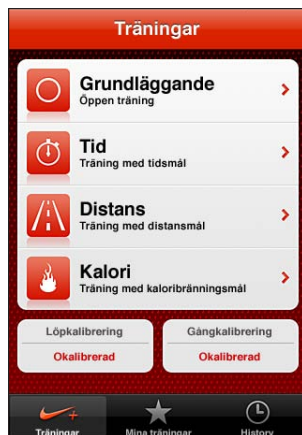 Träningar
Grundläggande
Öppen träning
Tid
Träning med tidsmål
Distans
Träning med distansmål
Kalori
Träning med kaloribränningsmål
Löpkalibrering
Okalibrerad
Gångkalibrering
Okalibrerad
Träningar
Mina träningar
History